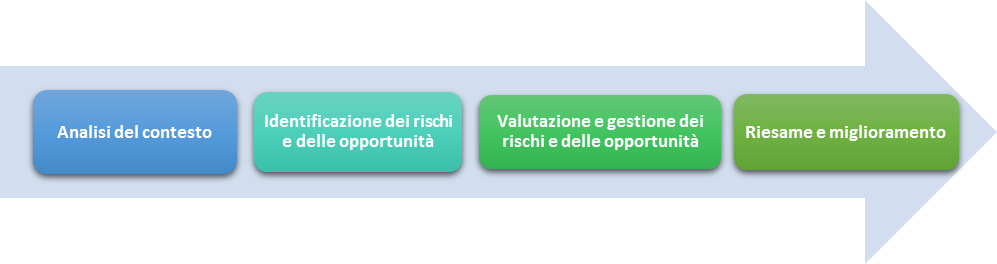 Analisi del contesto
Identificazione dei rischi
e delle opportunità
Valutazione e gestione dei
rischi e delle opportunità
Riesame e miglioramento